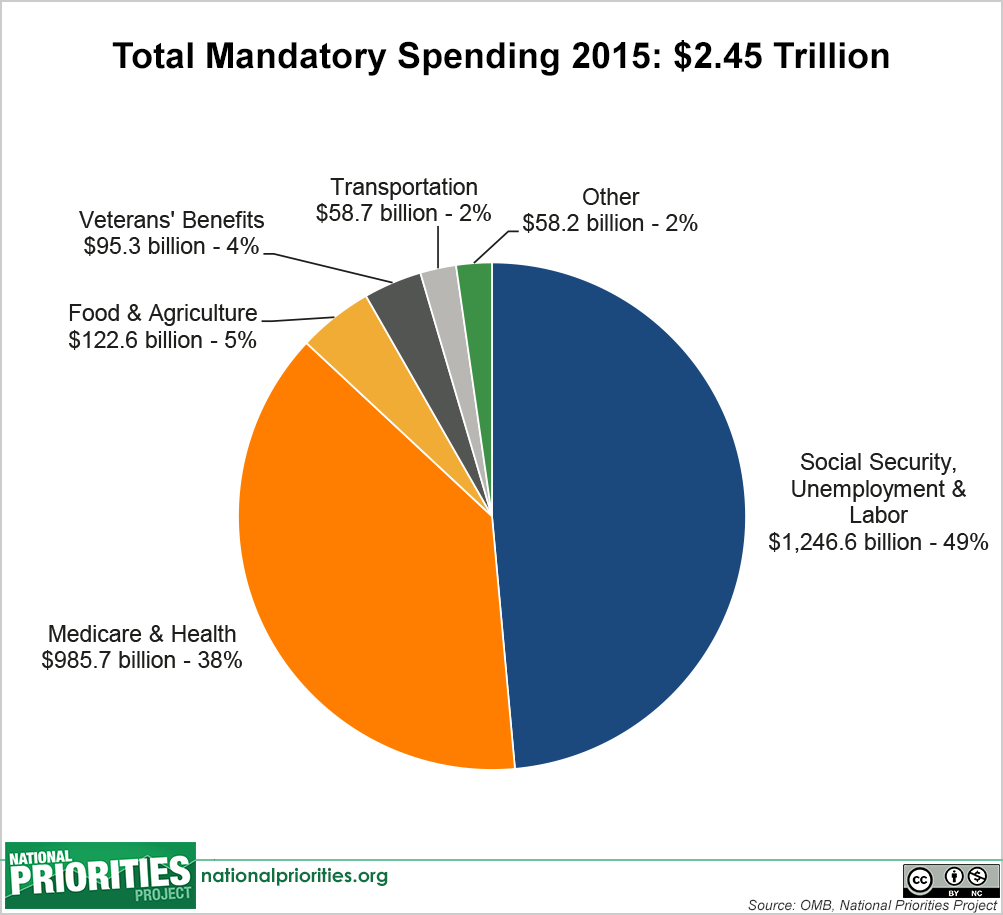 Total Mandatory Spending 2015: $2.45 Trillion
Transportation
$58.7 billion - 2%
Other
$58.2 billion - 2%
Veterans' Benefits
$95.3 billion - 4%
Food & Agriculture
$122.6 billion - 5%
Social Security,
Unemployment &
Labor
$1,246.6 billion - 49%
Medicare & Health
$985.7 billion - 38%
NATIONAL
PRIORITIES
PROJECT
nationalpriorities.org
cc
BY NC
Source: OMB, National Priorities Project